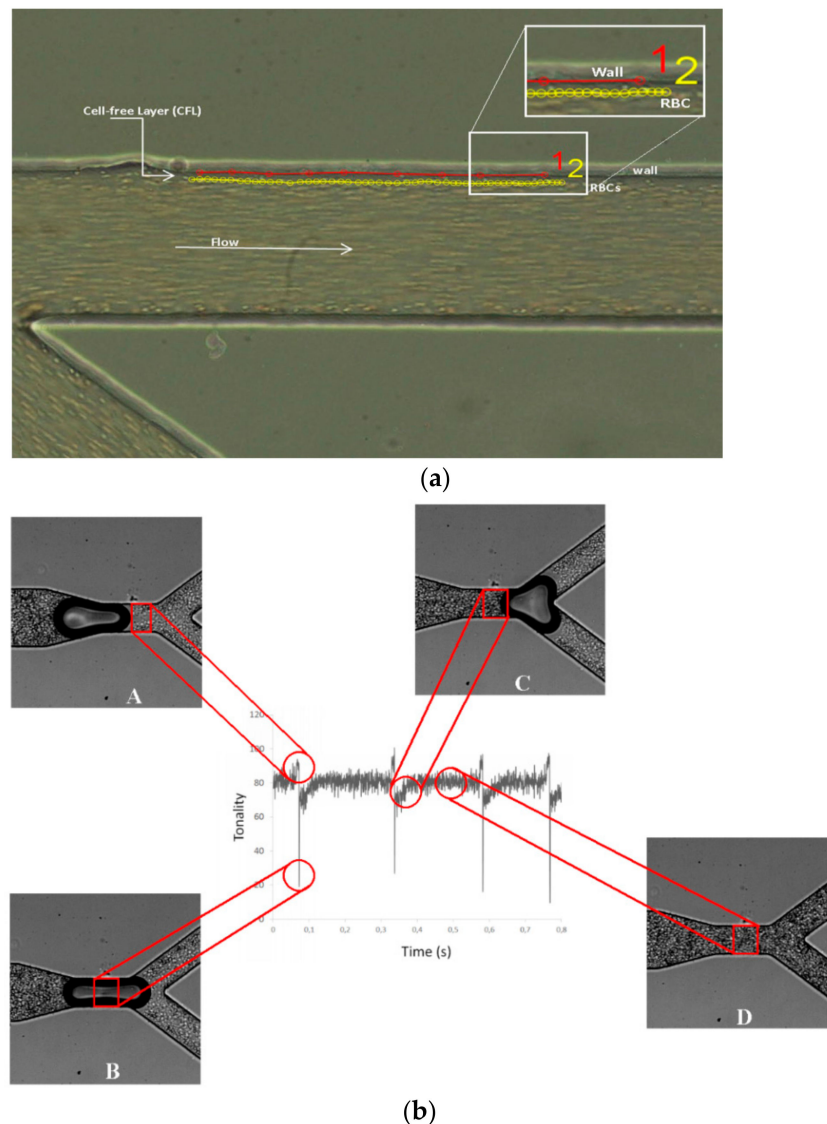 Wall
1
2
RBC
Cell-free Layer (CFL)
1
2
wall
RBCs
Flow
(a)
A
C
120
100
80
60
40
20
0
Tonality
0
0,1
0,2
0,3
0,4
0,5
0,6
0,7
0,8
Time (s)
B
D
(b)